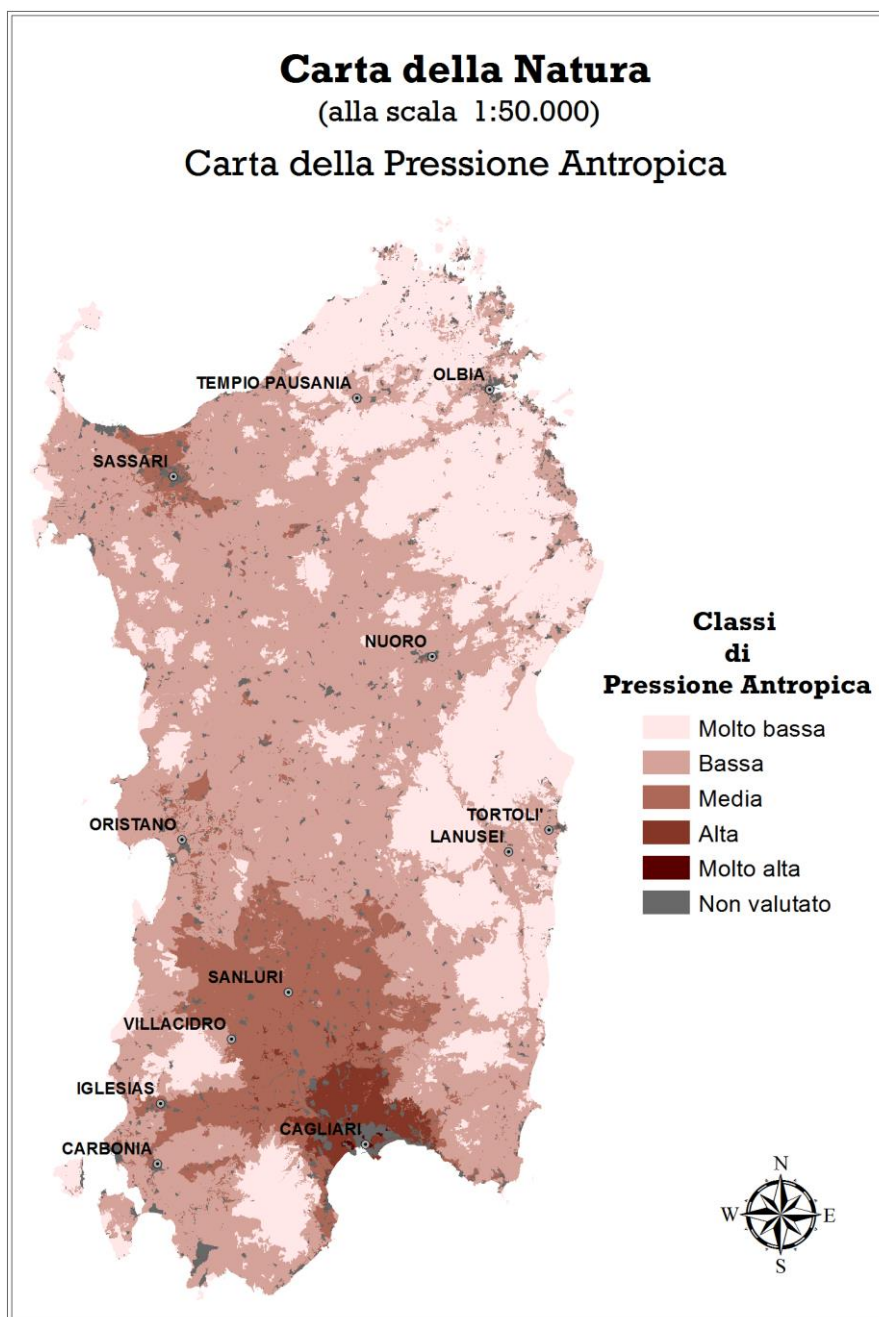 Carta della Natura
(alla scala 1:50.000)
Carta della Pressione Antropica
TEMPIO PAUSANIA
OLBIA
SASSARI
NUORO
ORISTANO
TORTOLI'
LANUSEI
SANLURI
VILLACIDRO
IGLESIAS
CAGLIARI
CARBONIA
Classi
di
Pressione Antropica
Molto bassa
Bassa
Media
Alta
Molto alta
Non valutato
N
W
E
S